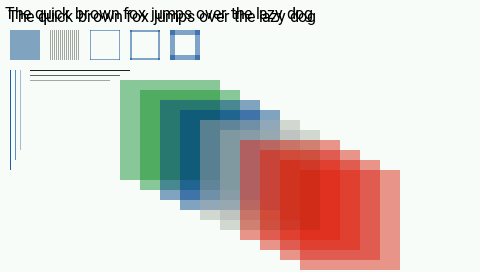 The quick brown fox jumps over the lazy dog.
The quick brown fox jumps over the lazy dog